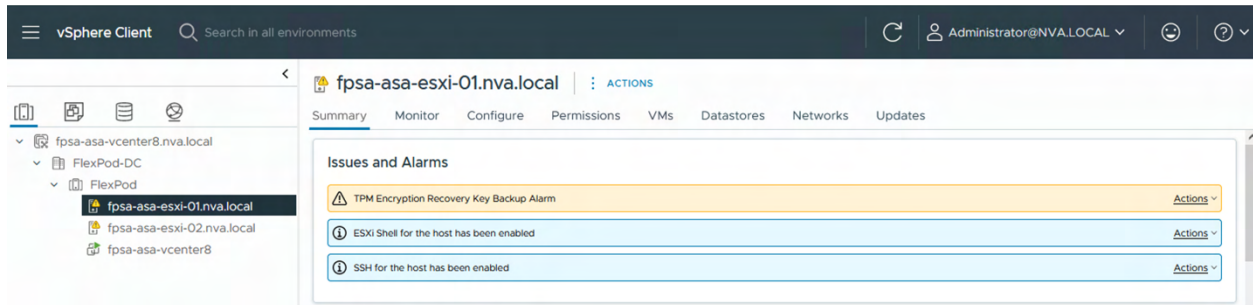 vSphere Client
Search in all environments
Administrator@NVA.LOCAL
fpsa-asa-esxi-01.nva.local
ACTIONS
Summary Monitor Configure Permissions VMs Datastores Networks Updates
fpsa-asa-vcenter8.nva.local
FlexPod-DC
FlexPod
fpsa-asa-esxi-01.nva.local
fpsa-asa-esxi-02.nva.local
fpsa-asa-vcenter8
Issues and Alarms
TPM Encryption Recovery Key Backup Alarm Actions
ESXi Shell for the host has been enabled Actions
SSH for the host has been enabled Actions